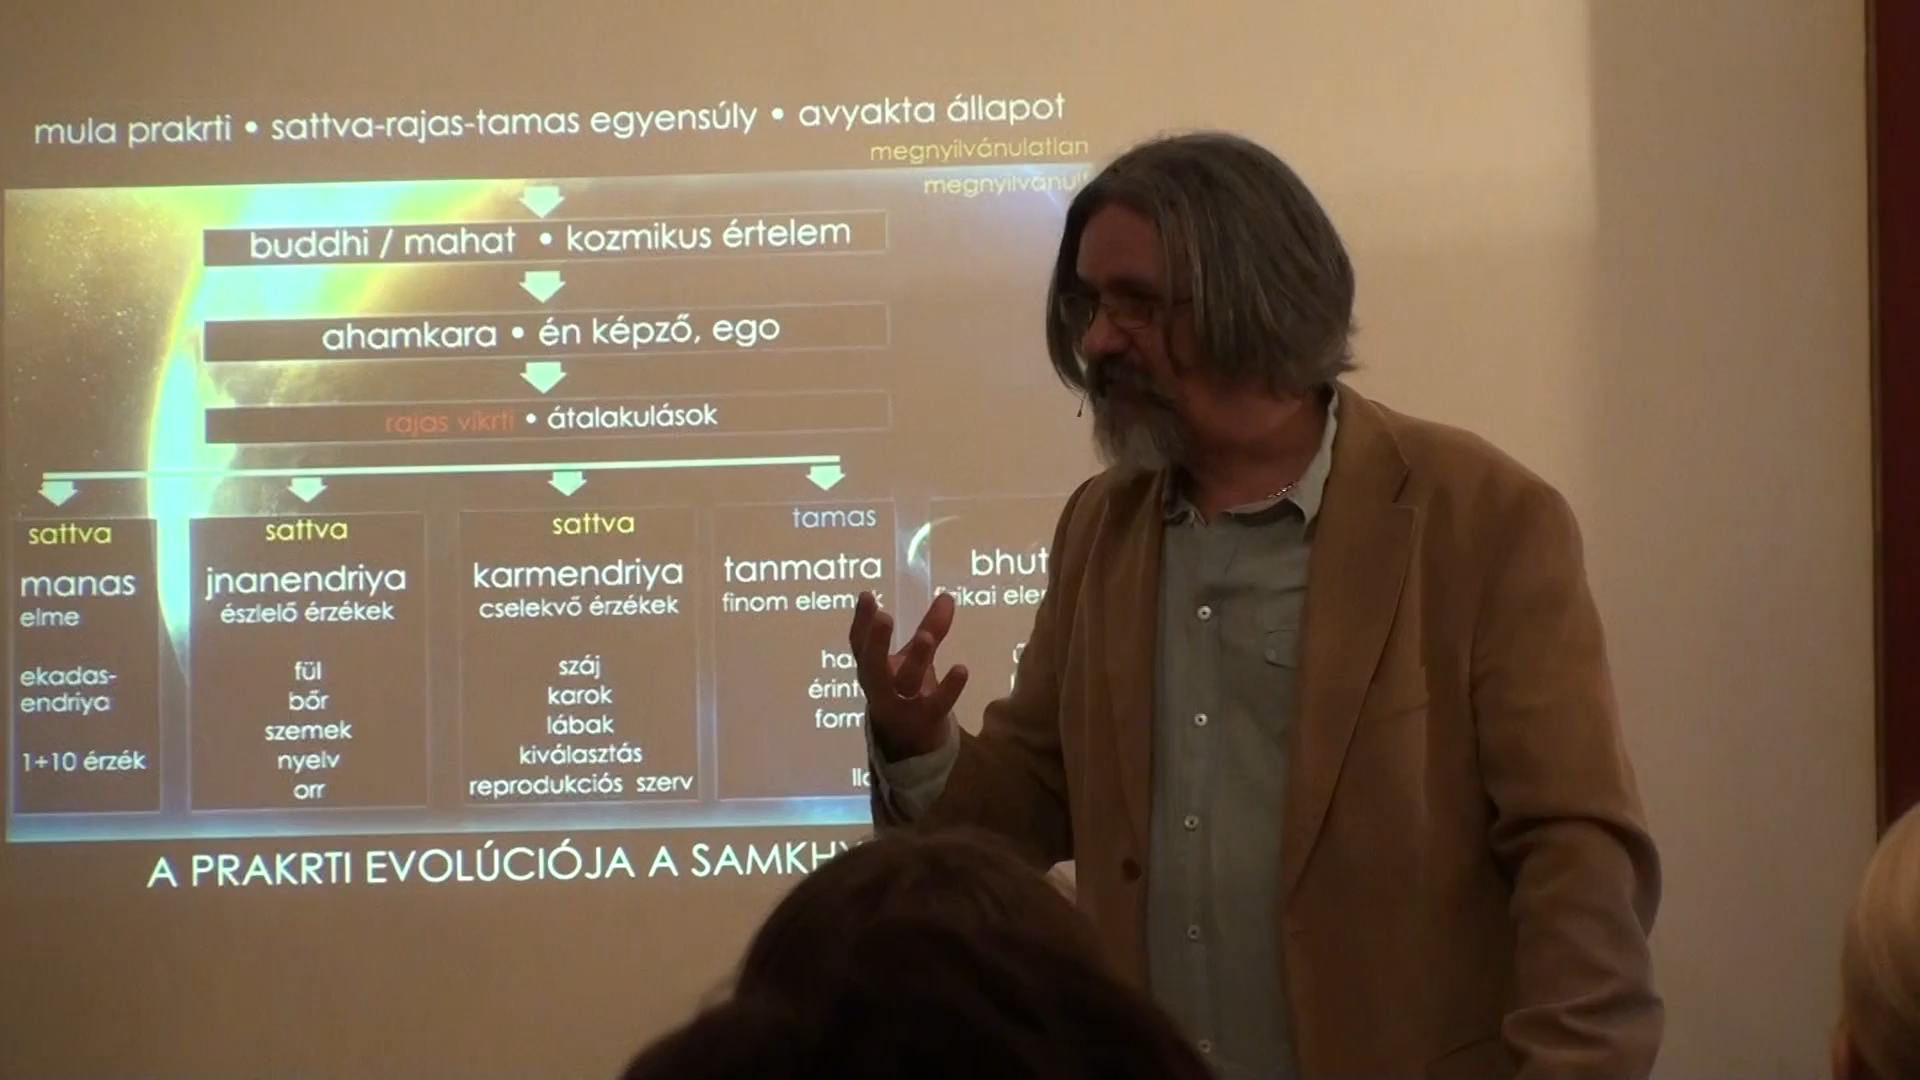 mula prakrti • sattva-rajas-tamas egyensúly • avyakta állapot
megnyilvánulatlan
megnyilvánult
buddhi / mahat • kozmikus értelem
ahamkara • én képző, ego
rajas vikrti • átalakulások
sattva
manas
elme
ekadas-
endriya
1+10 érzék
sattva
jnanendriya
észlelő érzékek
fül
bőr
szemek
nyelv
orr
sattva
karmendriya
cselekvő érzékek
száj
karok
lábak
kiválasztás
reprodukciós szerv
tamas
tanmatra
finom
A PRAKRTI EVOLÚCIÓJA A